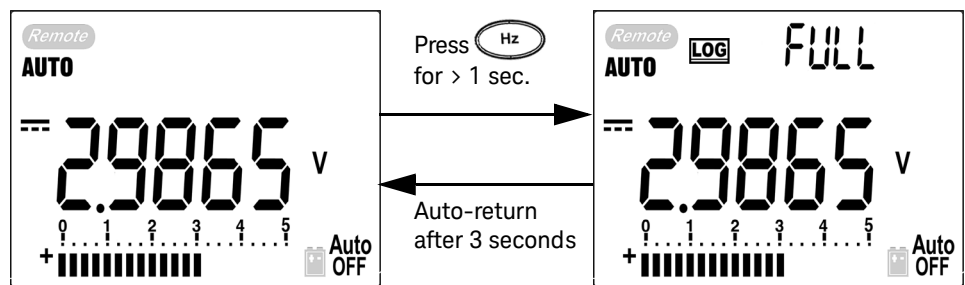 Remote
AUTO
2.9865 V
0 1 2 3 4 5
+
Auto
OFF
Press Hz
for > 1 sec.
Auto-return
after 3 seconds
Remote
AUTO LOG FULL
2.9865 V
0 1 2 3 4 5
+
Auto
OFF